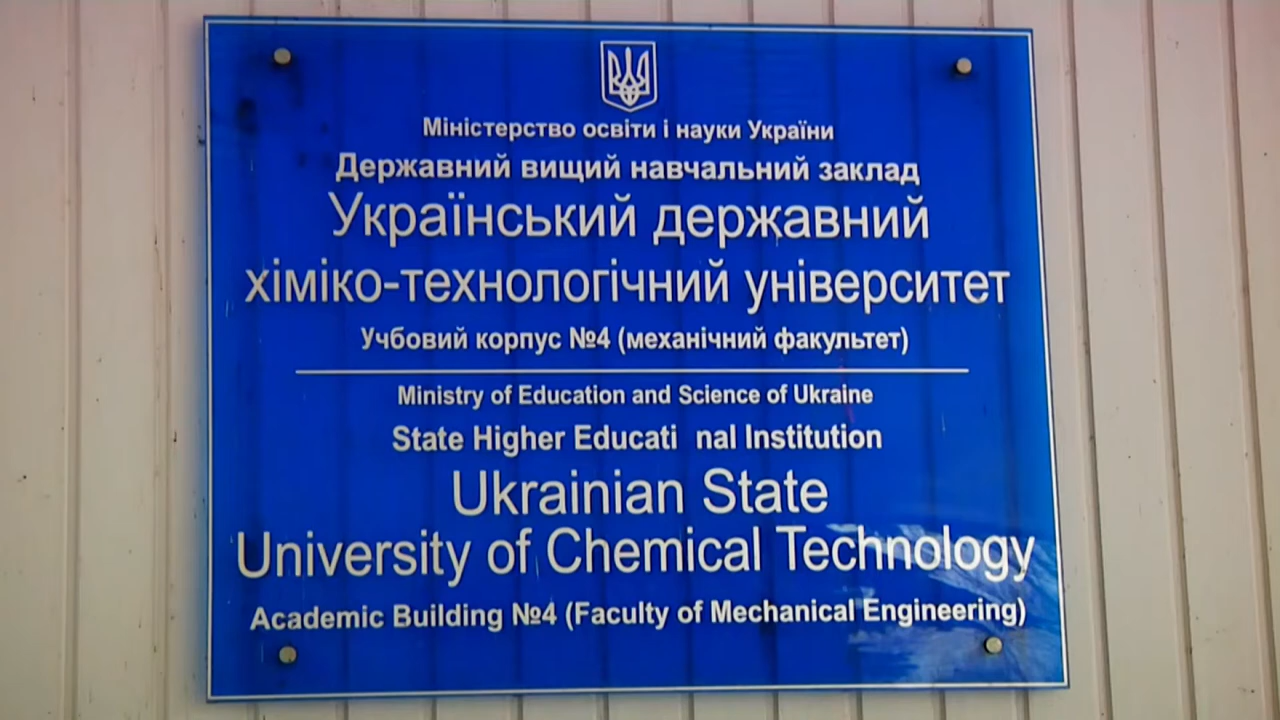 Міністерство освіти і науки України
Державний вищий навчальний заклад
Український державний
хіміко-технологічний університет
Учбовий корпус №4 (механічний факультет)
Ministry of Education and Science of Ukraine
State Higher Educati nal Institution
Ukrainian State
University of Chemical Technology
Academic Building №4 (Faculty of Mechanical Engineering)